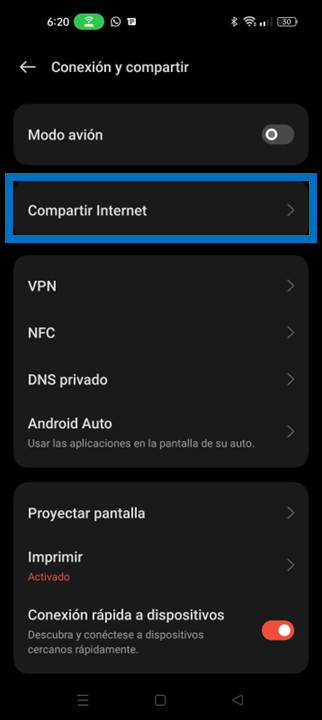 6:20
30
Conexión y compartir
Modo avión
Compartir Internet
VPN
NFC
DNS privado
Android Auto
Usar las aplicaciones en la pantalla de su auto.
Proyectar pantalla
Imprimir
Activado
Conexión rápida a dispositivos
Descubra y conéctese a dispositivos
cercanos rápidamente.